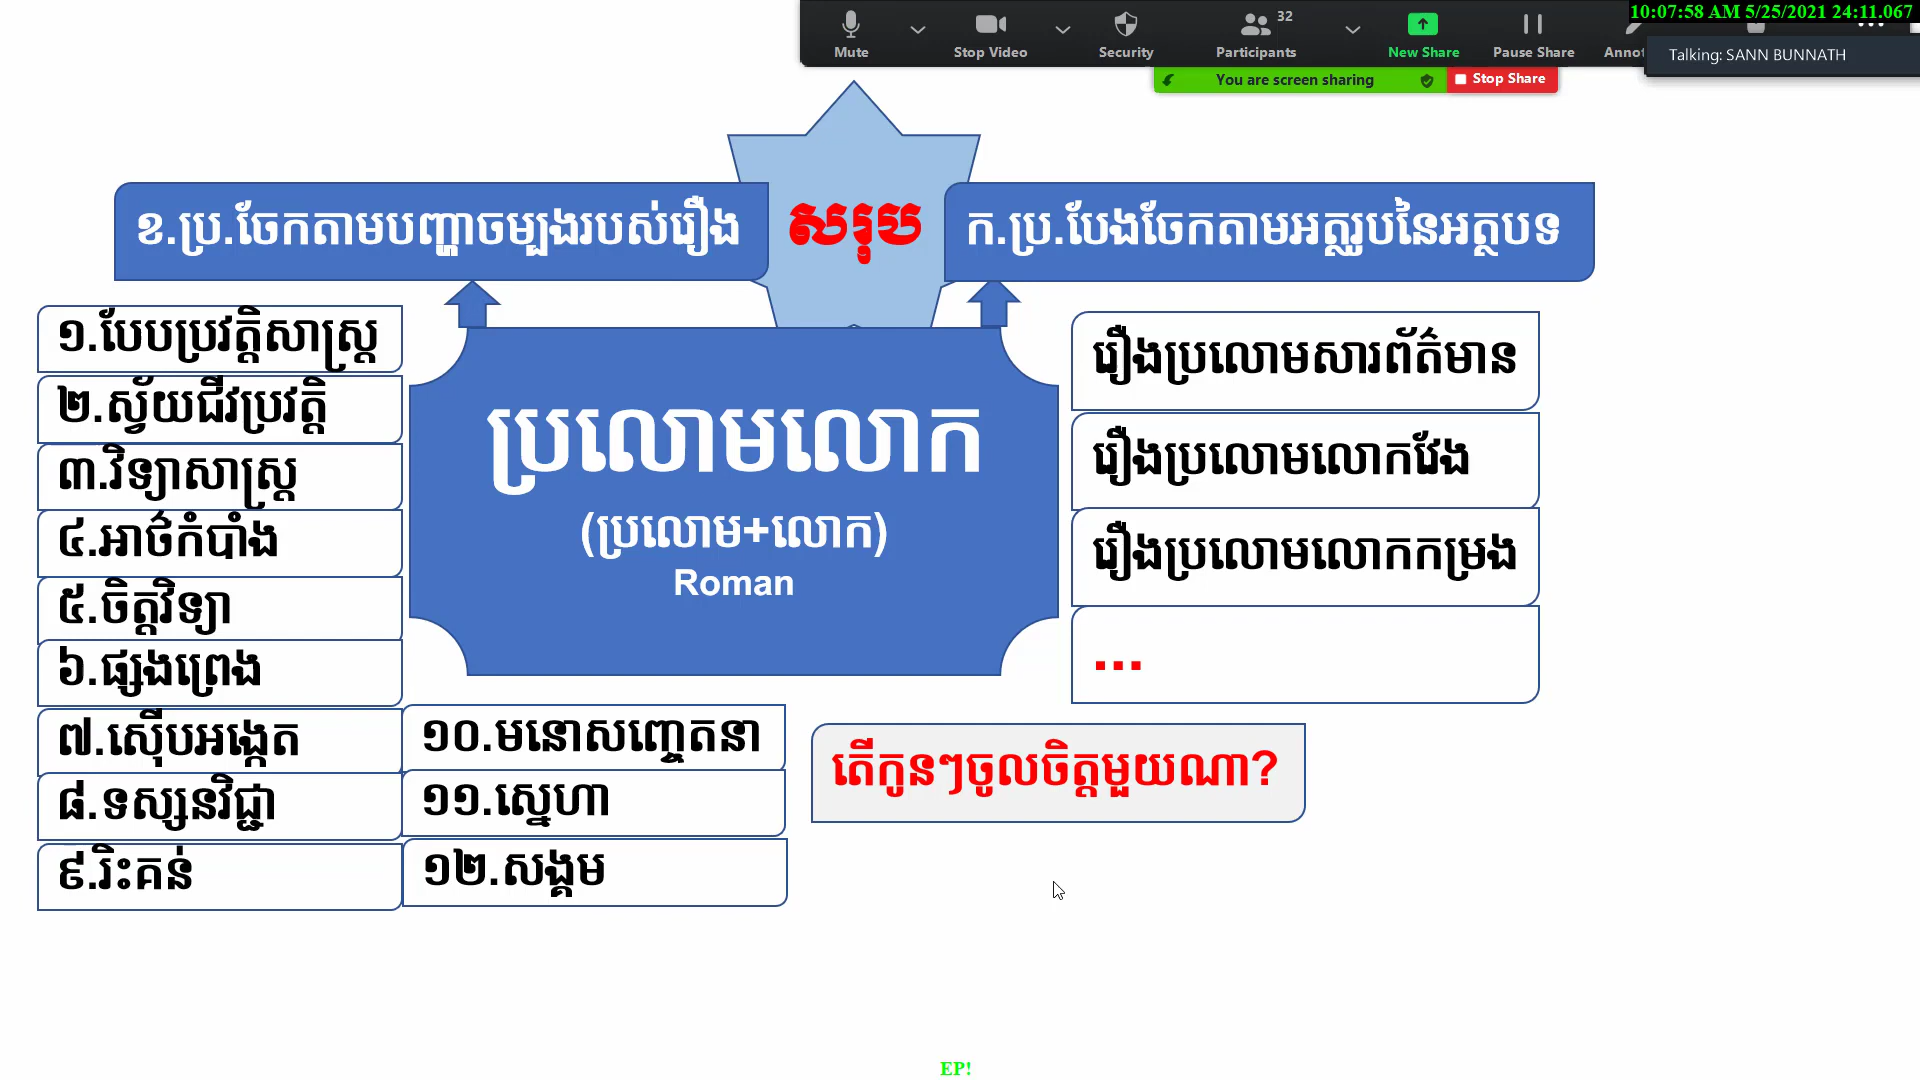 10:07:58 AM 5/25/2021 24:11.067
Mute
Stop Video
Security
Participants
32
New Share
Pause Share
Annot
Talking: SANN BUNNATH
You are screen sharing
Stop Share
ខ.ប្រ.ចែកតាមបញ្ហាចម្បងរបស់រឿង
សរុប
ក.ប្រ.បែងចែកតាមអត្ថរូបនៃអត្ថបទ
១.បែបប្រវត្តិសាស្ត្រ
២.ស្វ័យជីវប្រវត្តិ
៣.វិទ្យាសាស្ត្រ
៤.អាថ៌កំបាំង
៥.ចិត្តវិទ្យា
៦.ផ្សងព្រេង
៧.ស៊ើបអង្កេត
៨.ទស្សនវិជ្ជា
៩.រិះគន់
១០.មនោសញ្ចេតនា
១១.ស្នេហា
១២.សង្គម
ប្រលោមលោក
(ប្រលោម+លោក)
Roman
រឿងប្រលោមសារព័ត៌មាន
រឿងប្រលោមលោកវែង
រឿងប្រលោមលោកកម្រង
...
តើកូនៗចូលចិត្តមួយណា?
EP!